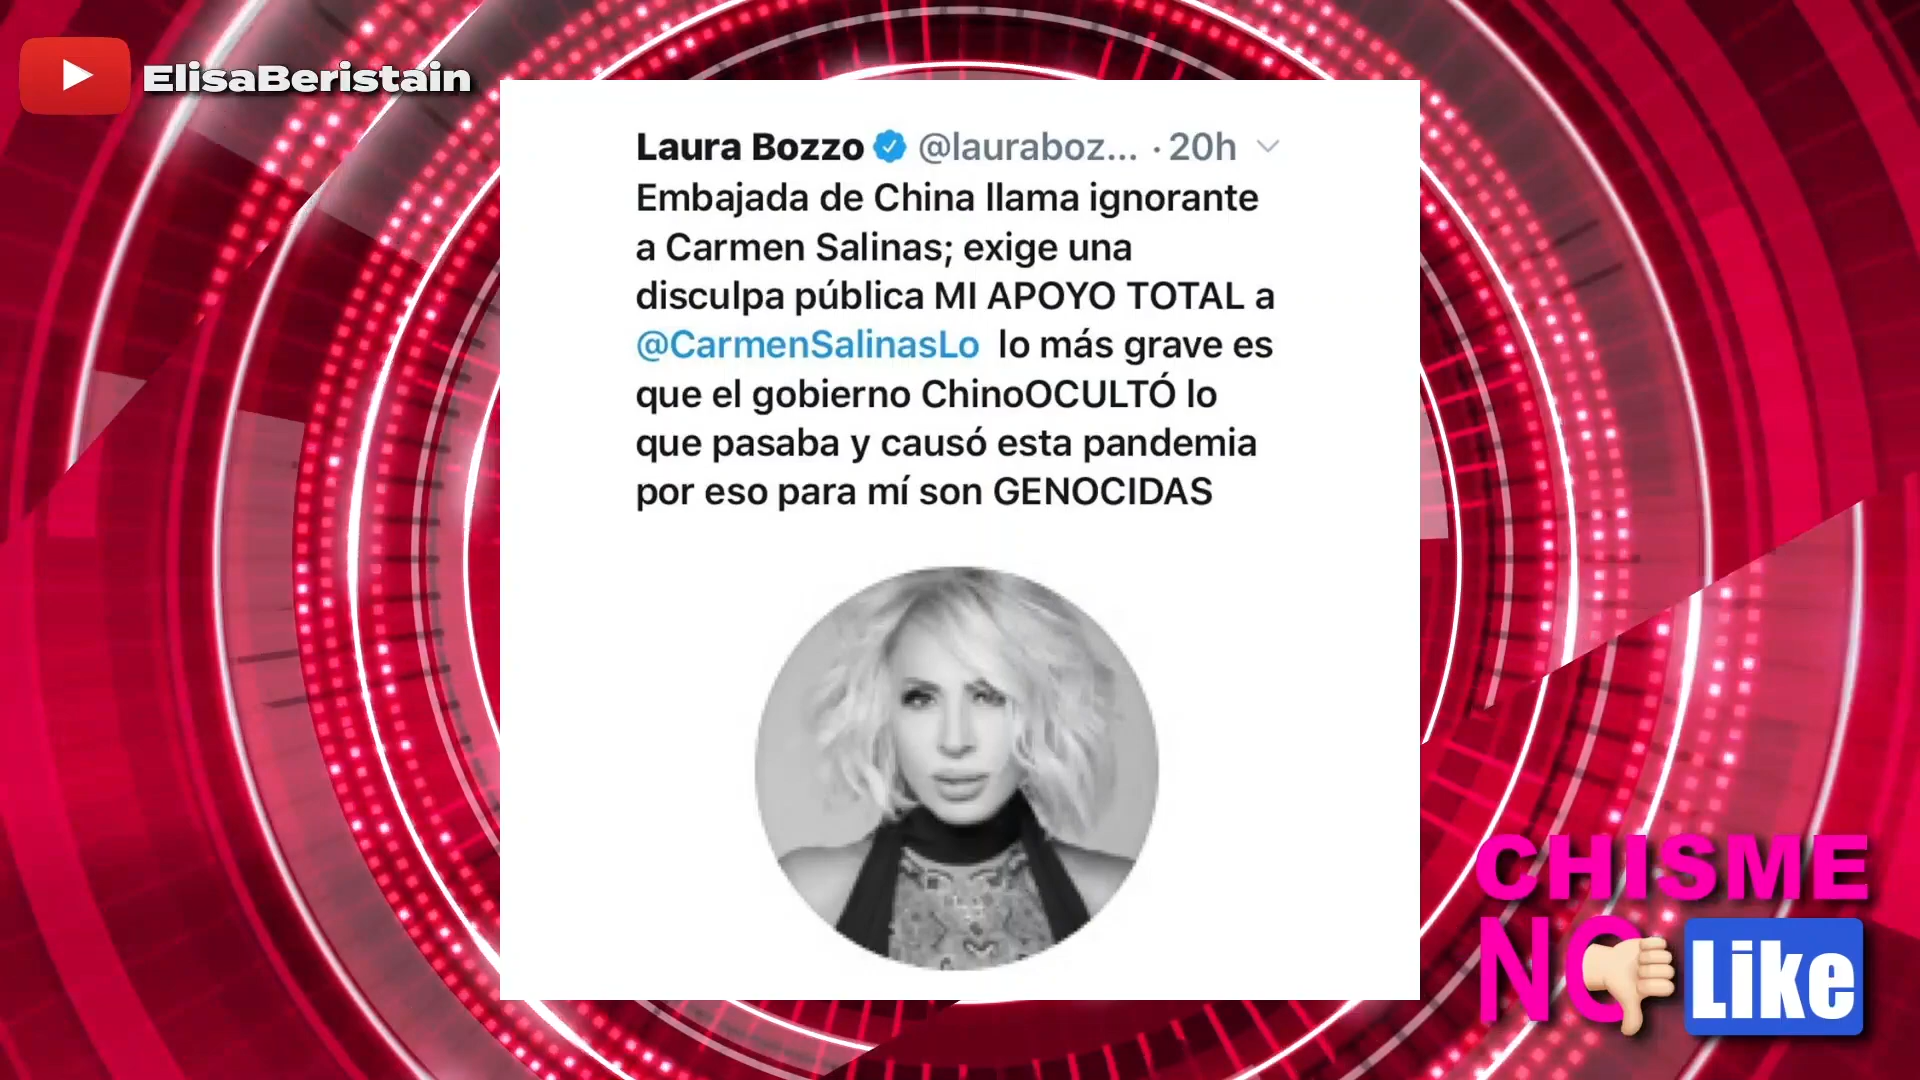 ElisaBeristain
Laura Bozzo @lauraboz... · 20h
Embajada de China llama ignorante
a Carmen Salinas; exige una
disculpa pública MI APOYO TOTAL a
@CarmenSalinasLo lo más grave es
que el gobierno ChinoOCULTÓ lo
que pasaba y causó esta pandemia
por eso para mí son GENOCIDAS
CHISME
NO Like